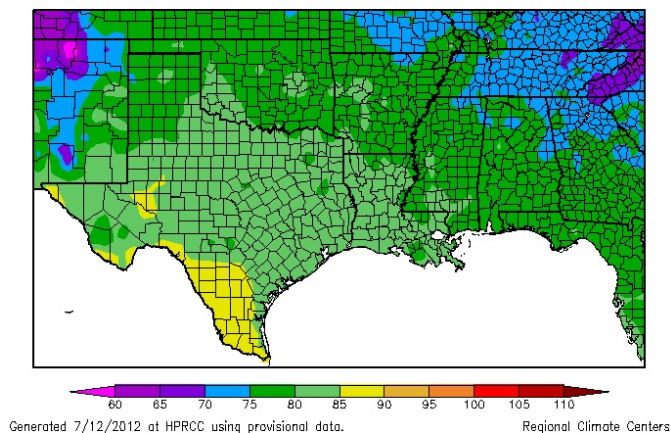 60 65 70 75 80 85 90 95 100 105 110
Generated 7/12/2012 at HPRCC using provisional data. Regional Climate Centers